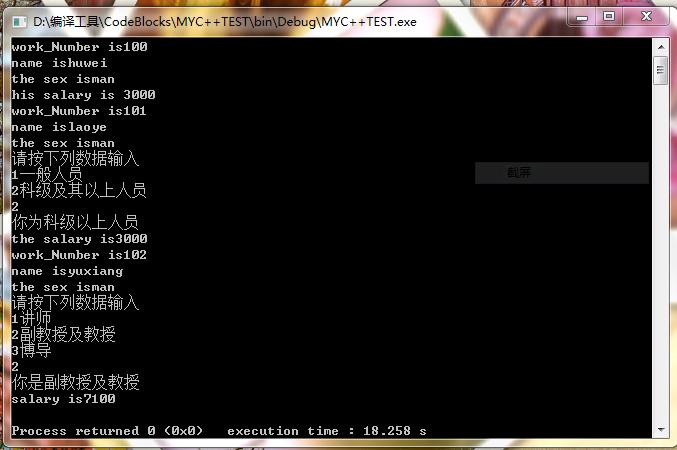 D:\编译工具\CodeBlocks\MYC++TEST\bin\Debug\MYC++TEST.exe
work_Number is100
name ishuwei
the sex isman
his salary is 3000
work_Number is101
name islaoye
the sex isman
请按下列数据输入
截屏
1一般人员
2科级及其以上人员
2
你为科级以上人员
the salary is3000
work_Number is102
name isyuxiang
the sex isman
请按下列数据输入
1讲师
2副教授及教授
3博导
2
你是副教授及教授
salary is7100
Process returned 0 (0x0)   execution time : 18.258 s